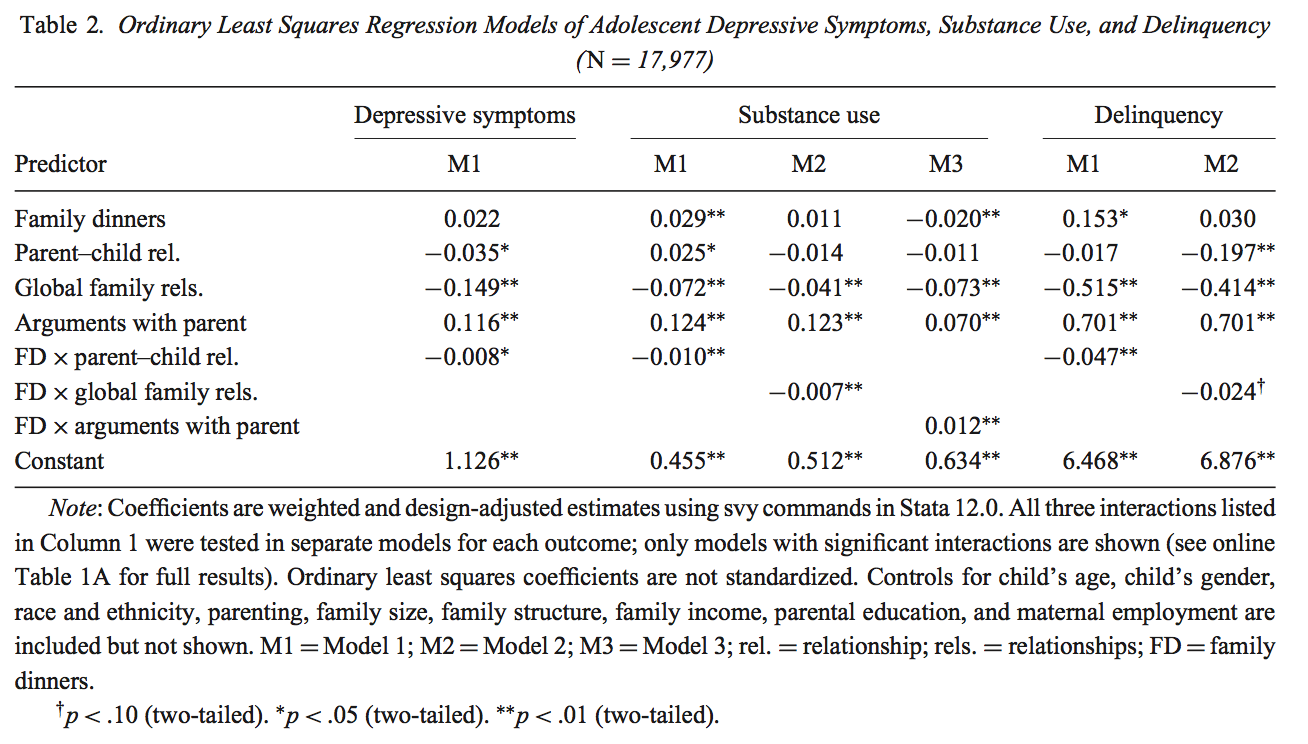 Table 2. Ordinary Least Squares Regression Models of Adolescent Depressive Symptoms, Substance Use, and Delinquency
(N = 17,977)
Depressive symptoms Substance use Delinquency
Predictor M1 M1 M2 M3 M1 M2
Family dinners 0.022 0.029** 0.011 −0.020** 0.153* 0.030
Parent–child rel. −0.035* 0.025* −0.014 −0.011 −0.017 −0.197**
Global family rels. −0.149** −0.072** −0.041** −0.073** −0.515** −0.414**
Arguments with parent 0.116** 0.124** 0.123** 0.070** 0.701** 0.701**
FD × parent–child rel. −0.008* −0.010** −0.047**
FD × global family rels. −0.007** −0.024†
FD × arguments with parent 0.012**
Constant 1.126** 0.455** 0.512** 0.634** 6.468** 6.876**
Note: Coefficients are weighted and design-adjusted estimates using svy commands in Stata 12.0. All three interactions listed
in Column 1 were tested in separate models for each outcome; only models with significant interactions are shown (see online
Table 1A for full results). Ordinary least squares coefficients are not standardized. Controls for child's age, child's gender,
race and ethnicity, parenting, family size, family structure, family income, parental education, and maternal employment are
included but not shown. M1 = Model 1; M2 = Model 2; M3 = Model 3; rel. = relationship; rels. = relationships; FD = family
dinners.
†p < .10 (two-tailed). *p < .05 (two-tailed). **p < .01 (two-tailed).